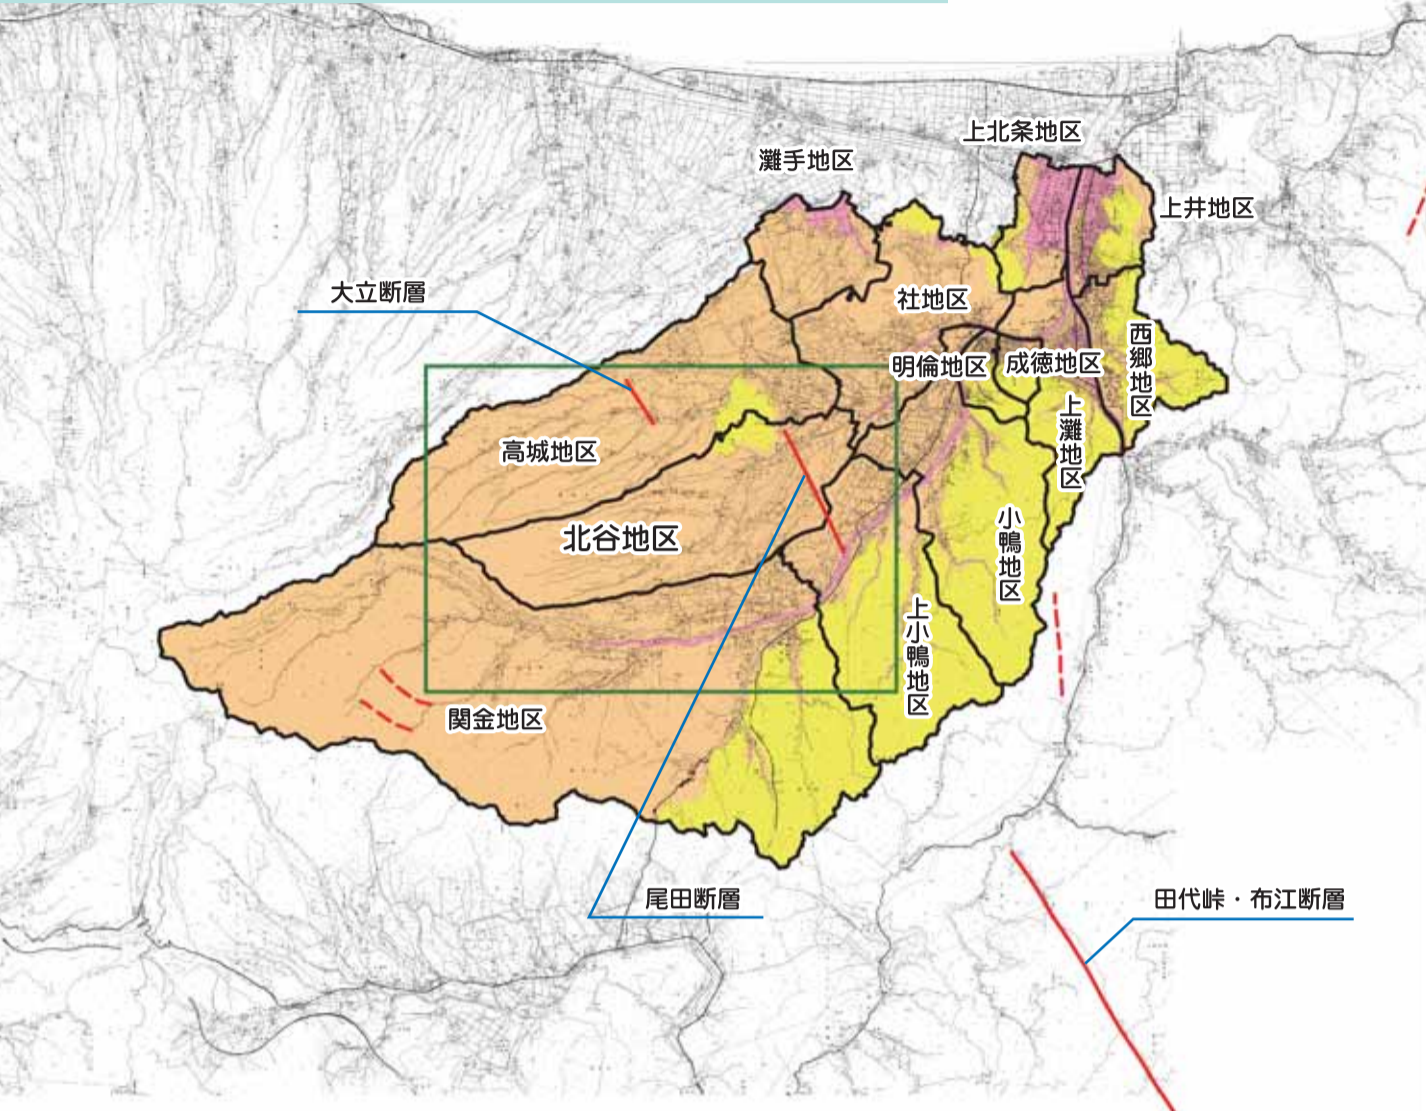 上北条地区
灘手地区
上井地区
大立断層
社地区
西郷地区
明倫地区
成徳地区
上灘地区
高城地区
北谷地区
小鴨地区
上小鴨地区
関金地区
尾田断層
田代峠・布江断層